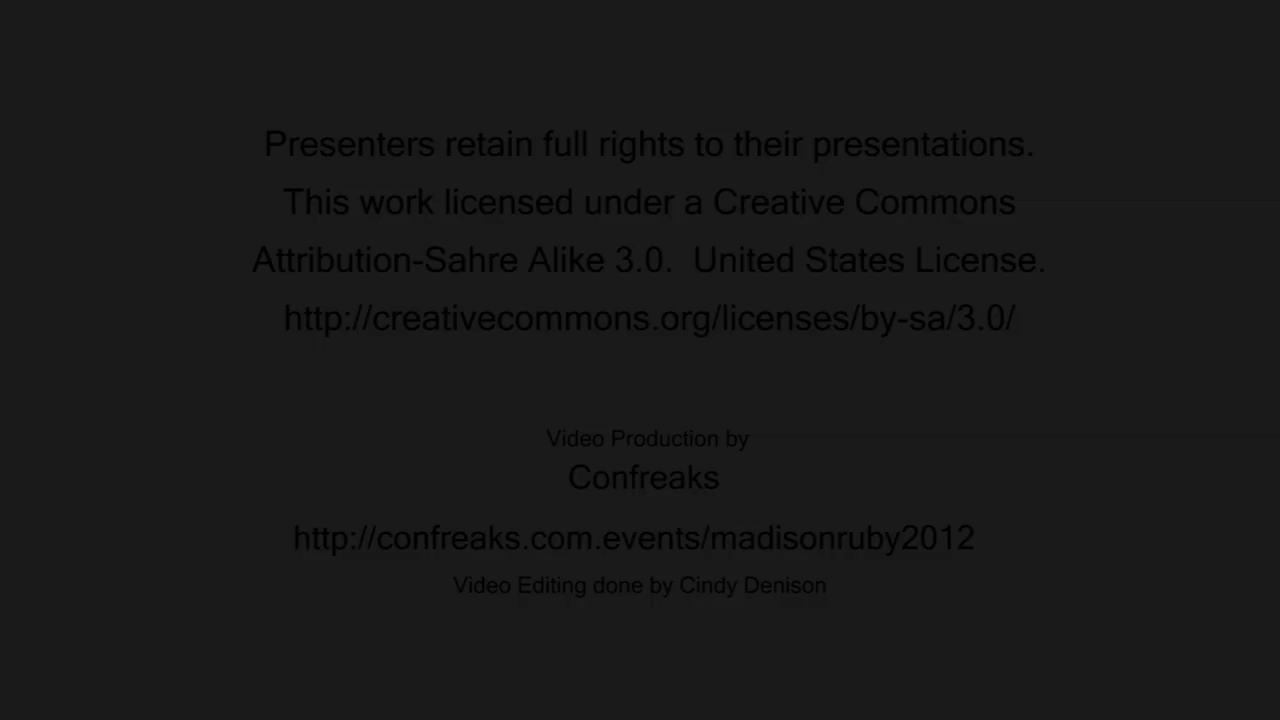 Presenters retain full rights to their presentations.
This work licensed under a Creative Commons
Attribution-Sahre Alike 3.0.  United States License.
http://creativecommons.org/licenses/by-sa/3.0/
Video Production by
Confreaks
http://confreaks.com.events/madisonruby2012
Video Editing done by Cindy Denison